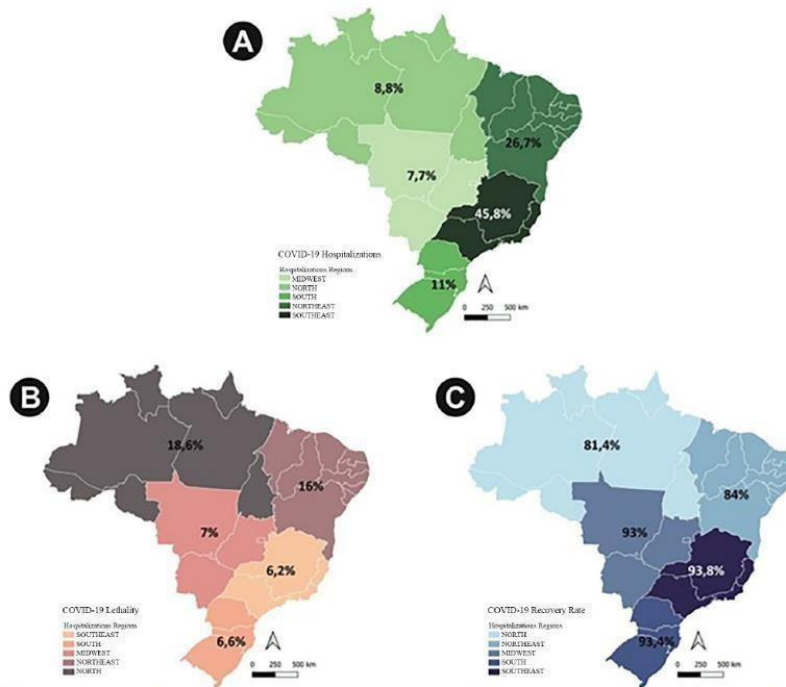 A
8,8%
26,7%
7,7%
45,8%
COVID-19 Hospitalizations
Hospitalizations Regions
MIDWEST
NORTH
SOUTH
NORTHEAST
SOUTHEAST
11%
0 250 500 km
B
18,6%
16%
7%
6,2%
COVID-19 Lethality
Hospitalizations Regions
SOUTHEAST
SOUTH
MIDWEST
NORTHEAST
NORTH
6,6%
0 250 500 km
C
81,4%
84%
93%
93,8%
COVID-19 Recovery Rate
Hospitalizations Regions
NORTH
NORTHEAST
MIDWEST
SOUTH
SOUTHEAST
93,4%
0 250 500 km